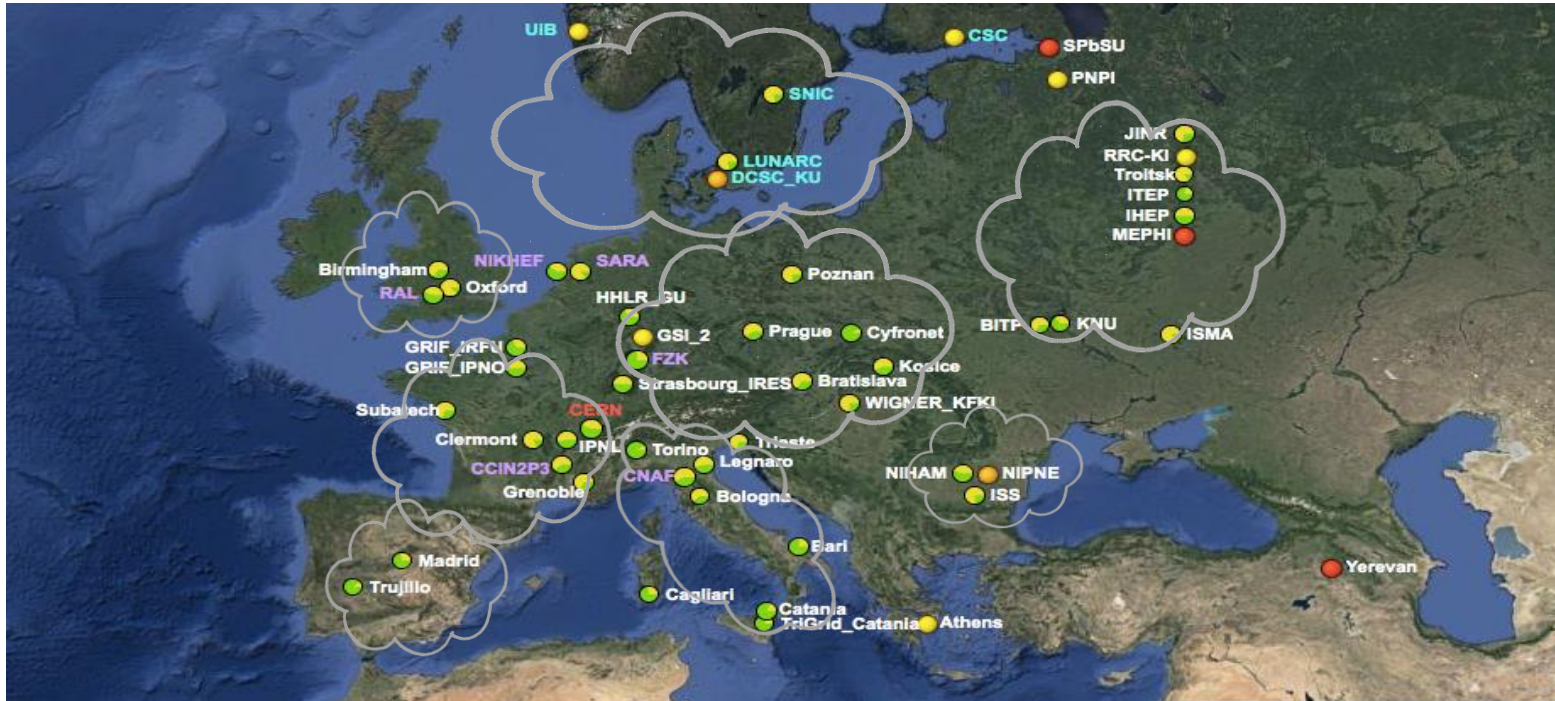 UiB
CSC
SPbSU
PNPI
SNIC
JINR
RRC-KI
Troitsk
ITEP
IHEP
MEPHI
LUNARC
DCSC_KU
Birmingham
RAL
Oxford
NIKHEF
SARA
HHLR_GU
GSI_2
FZK
Poznan
Prague
Cyfronet
BITP
KNU
ISMA
GRIF_IRFU
GRIF_IPNO
Strasbourg_IRES
Bratislava
Kosice
WIGNER_KFKI
Subatech
CERN
Clermont
IPNL
CCIN2P3
Grenoble
Torino
Trieste
Legnaro
CNAF
Bologna
NIHAM
NIPNE
ISS
Bari
Madrid
Trujillo
Cagliari
Catania
TriGrid_Catania
Athens
Yerevan